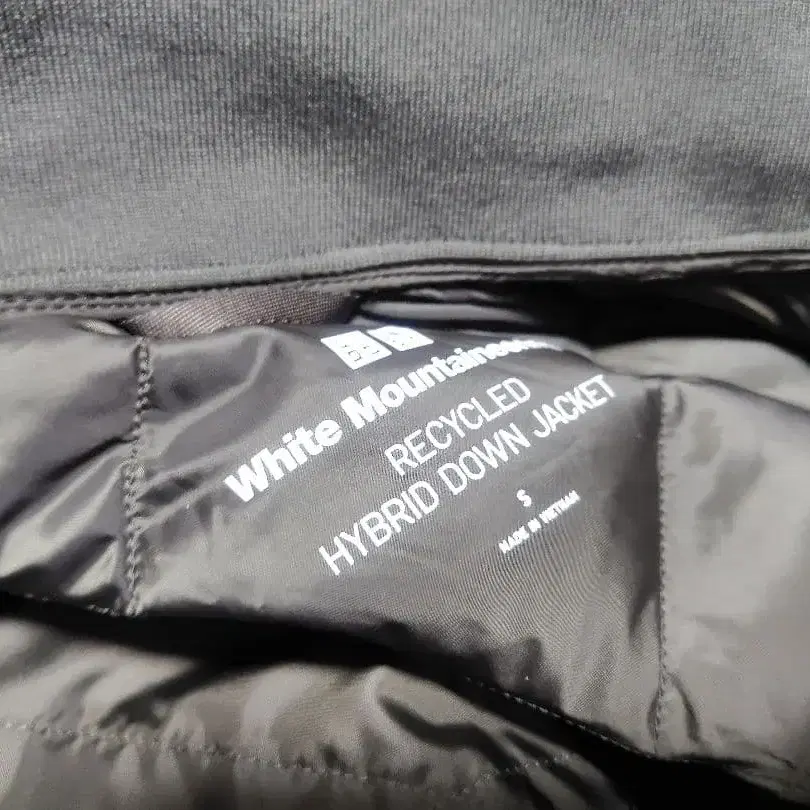 White Mountaineering
RECYCLED
HYBRID DOWN JACKET
S
MADE IN VIETNAM